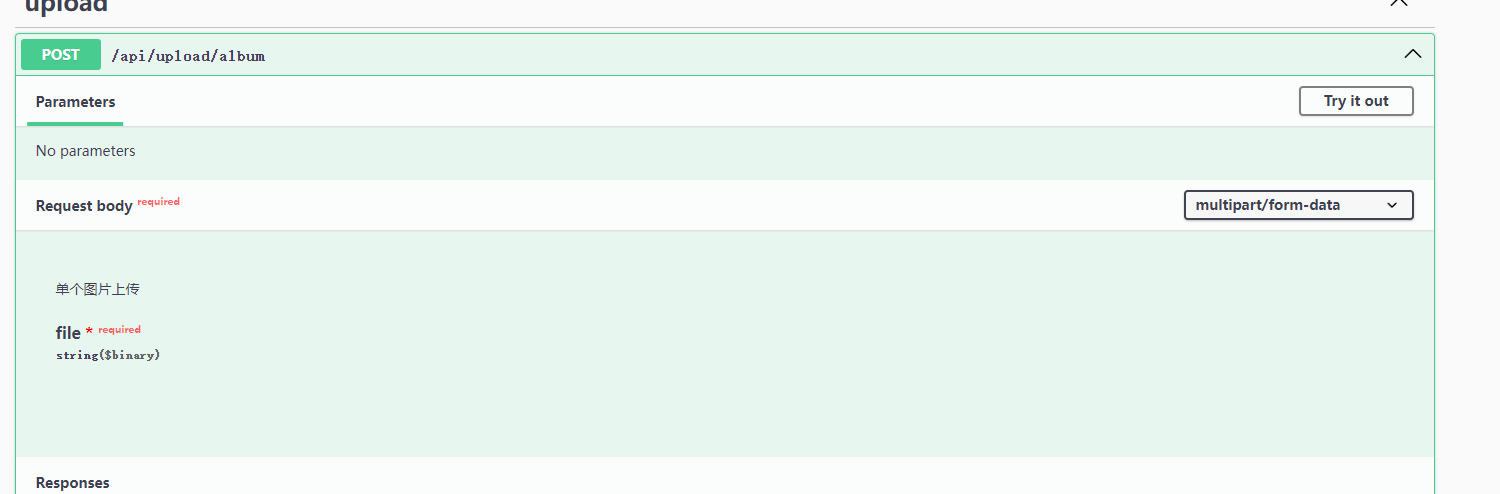 upload
POST /api/upload/album
Parameters
Try it out
No parameters
Request body required
multipart/form-data
单个图片上传
file * required
string($binary)
Responses